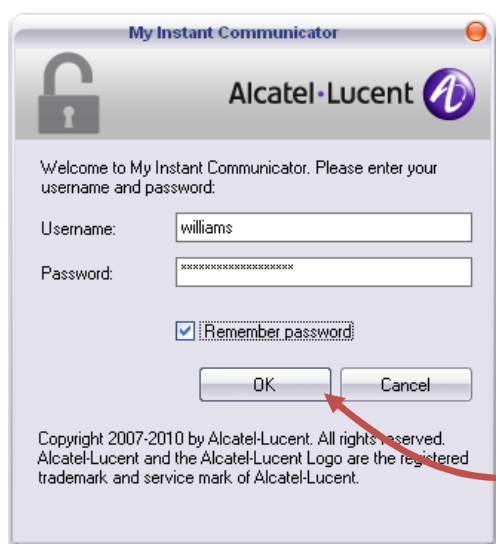 My Instant Communicator
Alcatel·Lucent
Welcome to My Instant Communicator. Please enter your
username and password:
Username: williams
Password: *******************
Remember password
OK Cancel
Copyright 2007-2010 by Alcatel-Lucent. All rights reserved.
Alcatel-Lucent and the Alcatel-Lucent Logo are the registered
trademark and service mark of Alcatel-Lucent.